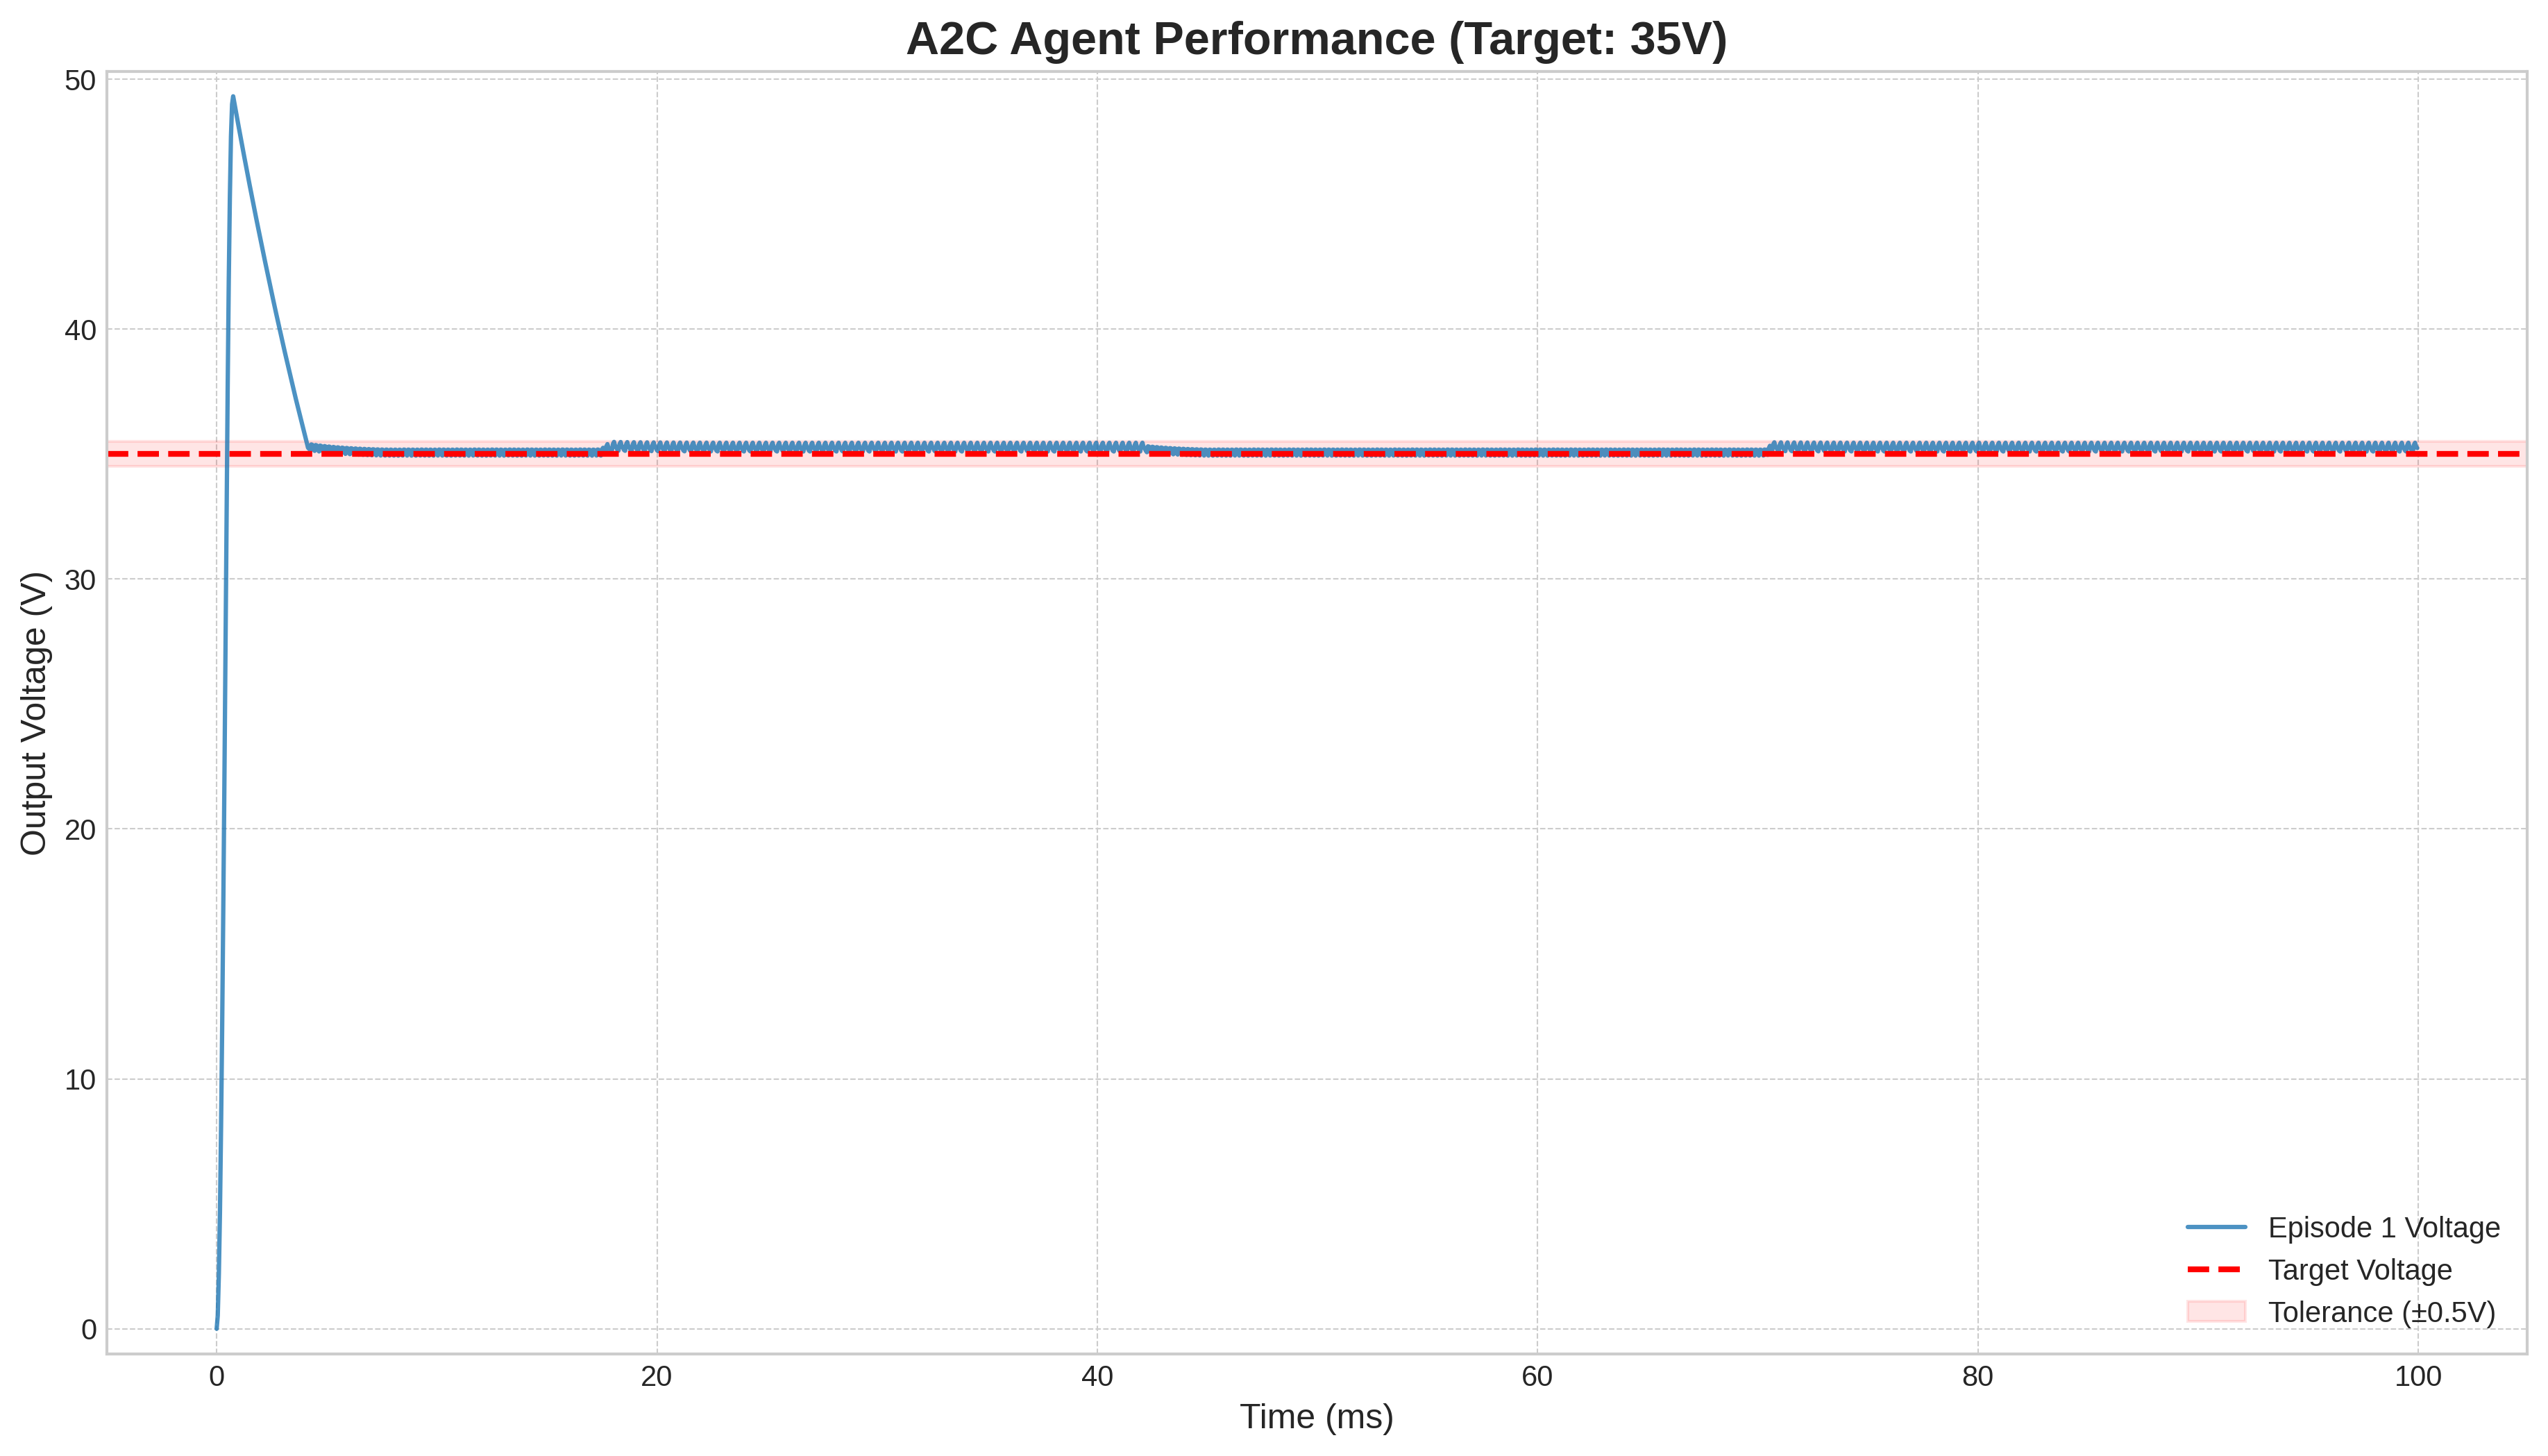 A2C Agent Performance (Target: 35V)
Output Voltage (V)
50
40
30
20
10
0
0 20 40 60 80 100
Time (ms)
Episode 1 Voltage
Target Voltage
Tolerance (±0.5V)